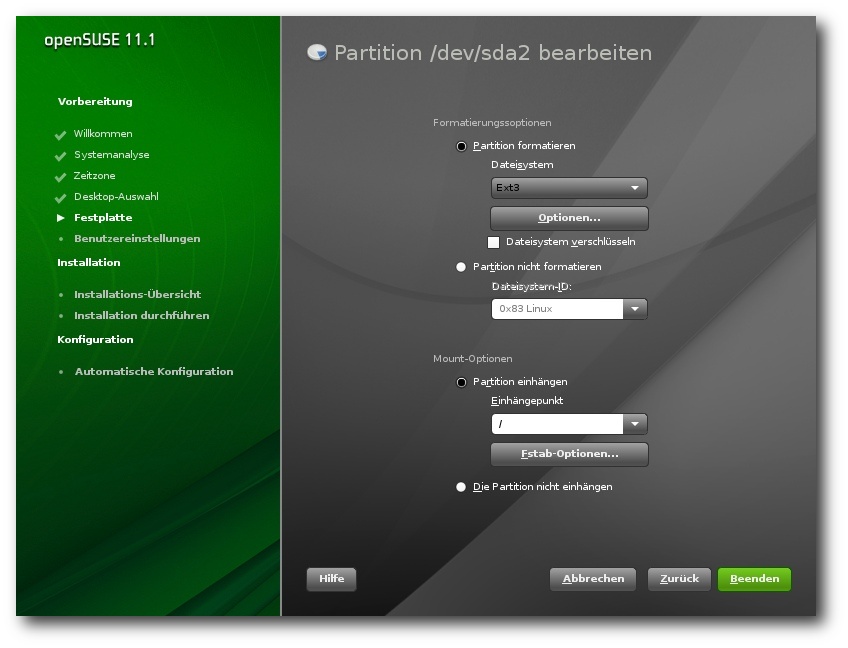 openSUSE 11.1
Vorbereitung
Willkommen
Systemanalyse
Zeitzone
Desktop-Auswahl
Festplatte
Benutzereinstellungen
Installation
Installations-Übersicht
Installation durchführen
Konfiguration
Automatische Konfiguration
Partition /dev/sda2 bearbeiten
Formatierungssoptionen
Partition formatieren
Dateisystem
Ext3
Optionen...
Dateisystem verschlüsseln
Partition nicht formatieren
Dateisystem-ID:
0x83 Linux
Mount-Optionen
Partition einhängen
Einhängepunkt
/
Fstab-Optionen...
Die Partition nicht einhängen
Hilfe
Abbrechen
Zurück
Beenden